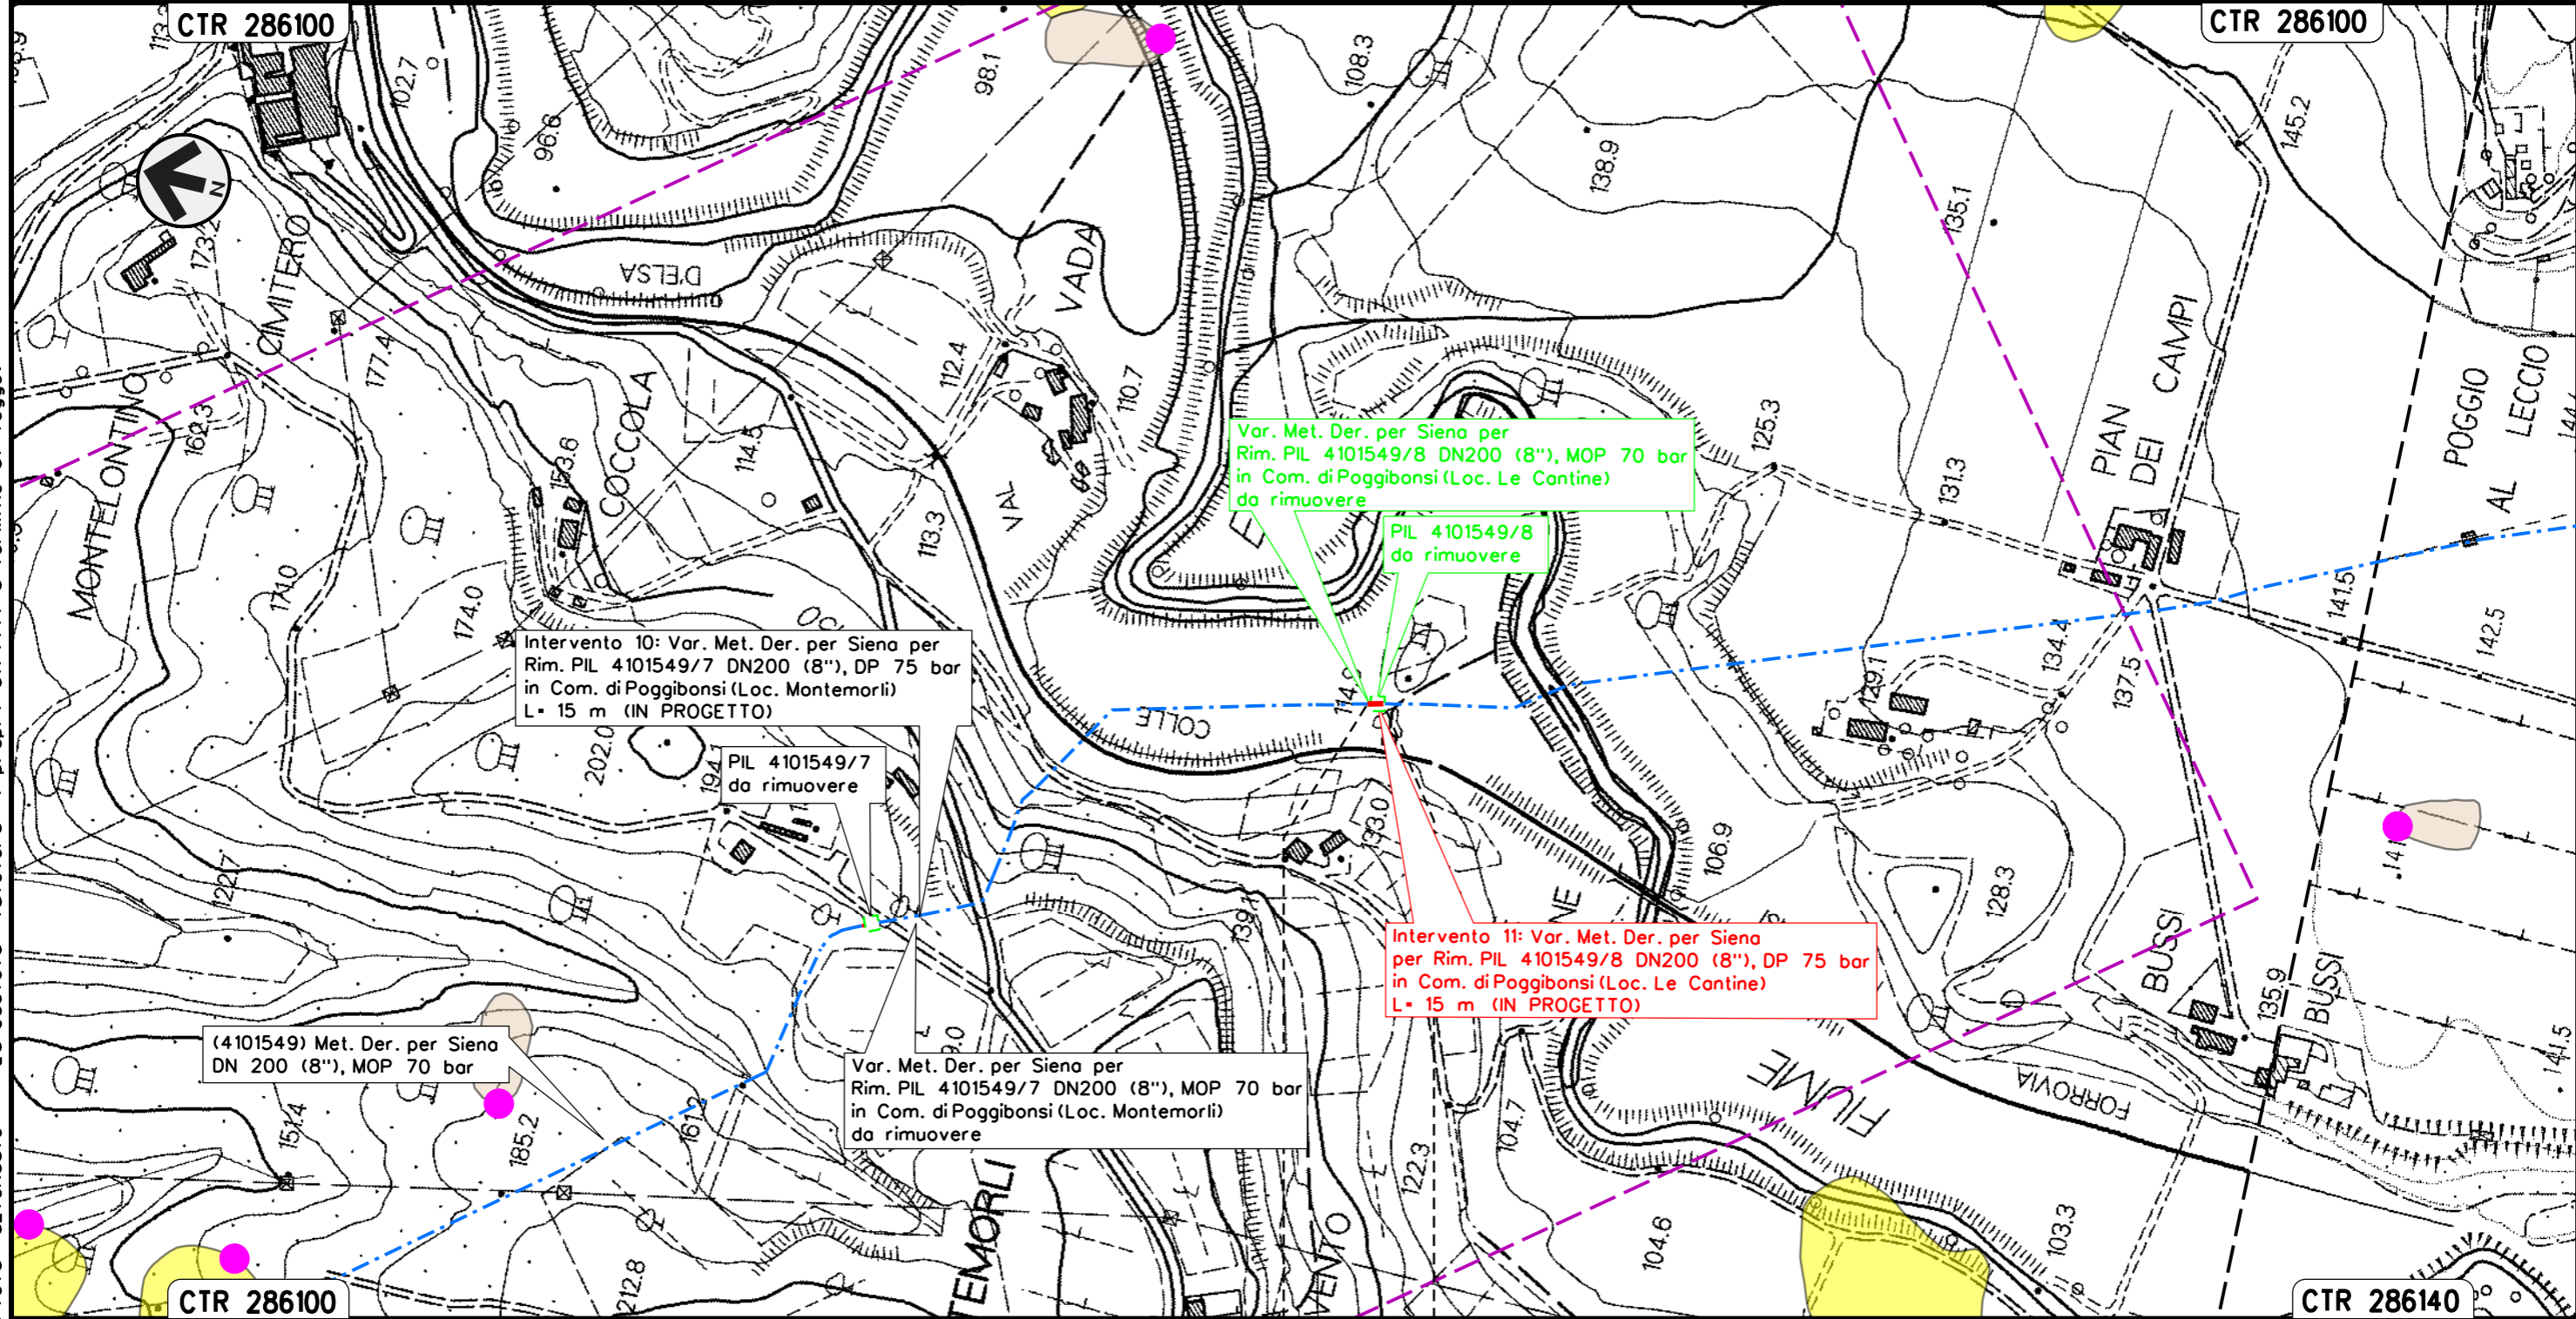 CTR 286100
CTR 286100
102.7
96.6
98.1
108.3
138.9
135.1
145.2
N
173.2
CIMITERO
177.4
D'ELSA
VAL
VADA
112.4
110.7
MONTELONTINO
162.3
153.6
COCCOLA
114.5
113.3
125.3
131.3
PIAN
DEI
CAMPI
POGGIO
AL
LECCIO
Var. Met. Der. per Siena per
Rim. PIL 4101549/8 DN200 (8"), MOP 70 bar
in Com. di Poggibonsi (Loc. Le Cantine)
da rimuovere
PIL 4101549/8
da rimuovere
171.0
174.0
Intervento 10: Var. Met. Der. per Siena per
Rim. PIL 4101549/7 DN200 (8"), DP 75 bar
in Com. di Poggibonsi (Loc. Montemorli)
L= 15 m (IN PROGETTO)
202.0
PIL 4101549/7
da rimuovere
COLLE
129.1
134.4
137.5
141.5
142.5
122.7
133.0
106.9
128.3
139.1
Intervento 11: Var. Met. Der. per Siena
per Rim. PIL 4101549/8 DN200 (8"), DP 75 bar
in Com. di Poggibonsi (Loc. Le Cantine)
L= 15 m (IN PROGETTO)
BUSSI
135.9
BUSSI
(4101549) Met. Der. per Siena
DN 200 (8"), MOP 70 bar
Var. Met. Der. per Siena per
Rim. PIL 4101549/7 DN200 (8"), MOP 70 bar
in Com. di Poggibonsi (Loc. Montemorli)
da rimuovere
151.4
185.2
161.2
104.7
FIUME
FORROVIA
141.5
122.3
TEMORLI
VENTO
212.8
104.6
103.3
CTR 286100
CTR 286140